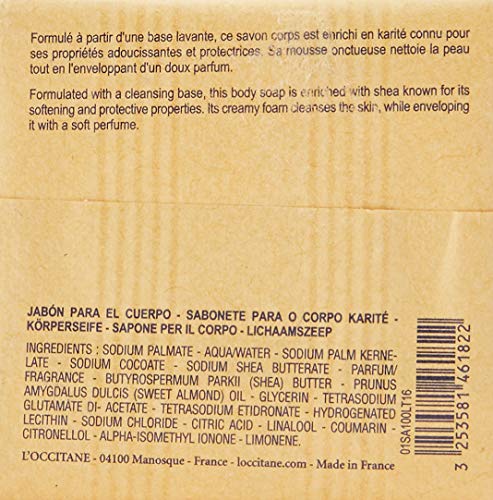 Formulé à partir d'une base lavante, ce savon corps est enrichi en karité connu pour
ses propriétés adoucissantes et protectrices. Sa mousse onctueuse nettoie la peau
tout en l'enveloppant d'un doux parfum.
Formulated with a cleansing base, this body soap is enriched with shea known for its
softening and protective properties. Its creamy foam cleanses the skin, while enveloping
it with a soft perfume.
JABÓN PARA EL CUERPO - SABONETE PARA O CORPO KARITÉ -
KÖRPERSEIFE - SAPONE PER IL CORPO - LICHAAMSZEEP
INGREDIENTS : SODIUM PALMATE - AQUA/WATER - SODIUM PALM KERNE-
LATE - SODIUM COCOATE - SODIUM SHEA BUTTERATE - PARFUM/
FRAGRANCE - BUTYROSPERMUM PARKII (SHEA) BUTTER - PRUNUS
AMYGDALUS DULCIS (SWEET ALMOND) OIL - GLYCERIN - TETRASODIUM
GLUTAMATE DI- ACETATE - TETRASODIUM ETIDRONATE - HYDROGENATED
LECITHIN - SODIUM CHLORIDE - CITRIC ACID - LINALOOL - COUMARIN -
CITRONELLOL - ALPHA-ISOMETHYL IONONE - LIMONENE.
L'OCCITANE - 04100 Manosque - France - loccitane.com - Made in France
01SA100LT16
3 253581 461822